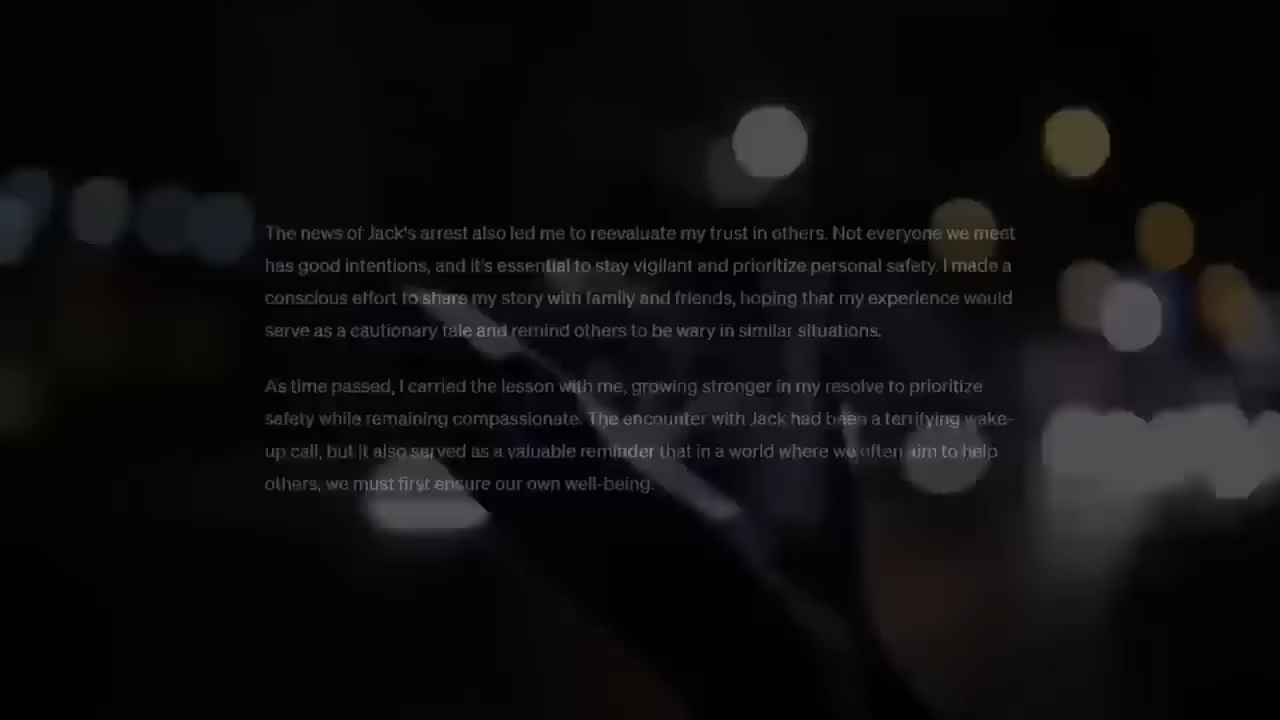 The news of Jack's arrest also led me to reevaluate my trust in others. Not everyone we meet
has good intentions, and it's essential to stay vigilant and prioritize personal safety. I made a
conscious effort to share my story with family and friends, hoping that my experience would
serve as a cautionary tale and remind others to be wary in similar situations.
As time passed, I carried the lesson with me, growing stronger in my resolve to prioritize
safety while remaining compassionate. The encounter with Jack had been a terrifying wake-
up call, but it also served as a valuable reminder that in a world where we often aim to help
others, we must first ensure our own well-being.